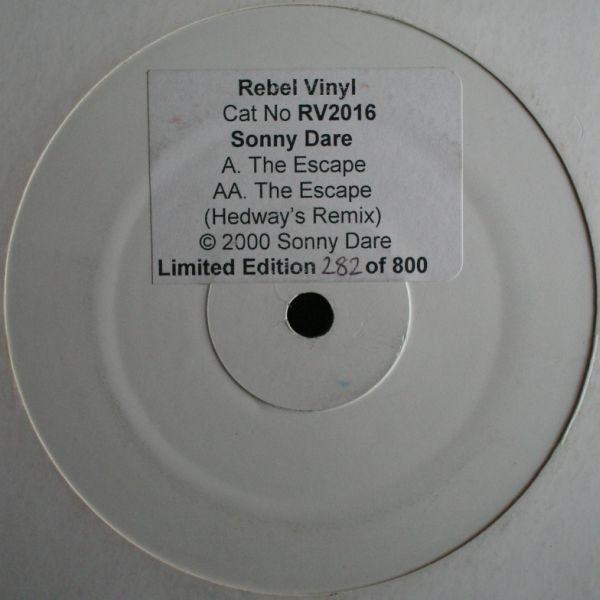 Rebel Vinyl
Cat No RV2016
Sonny Dare
A. The Escape
AA. The Escape
(Hedway's Remix)
© 2000 Sonny Dare
Limited Edition 282 of 800